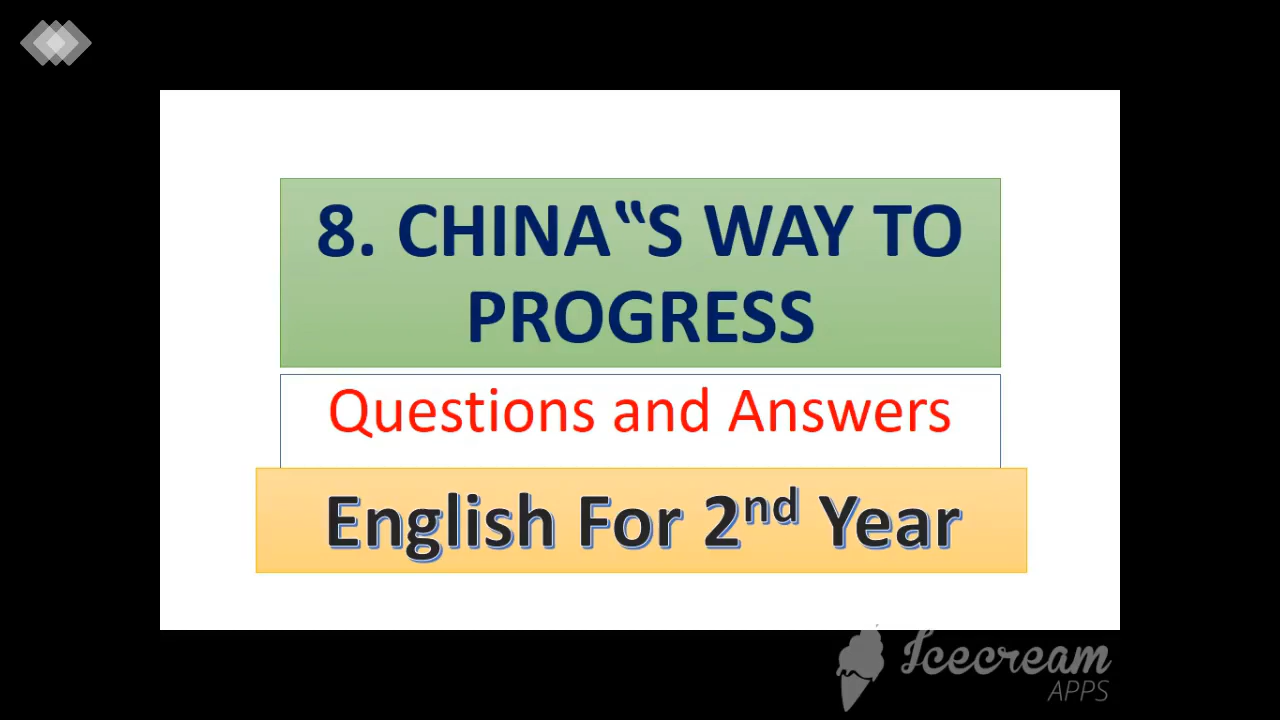 8. CHINA‟S WAY TO
PROGRESS
Questions and Answers
English For 2nd Year
Icecream
APPS